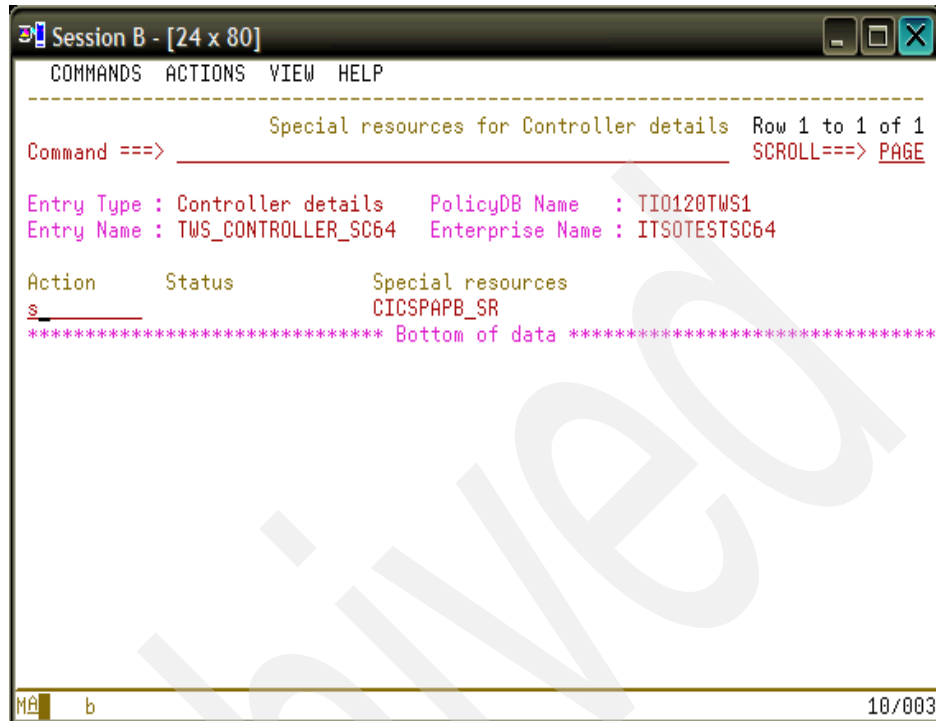 Session B - [24 x 80]
COMMANDS ACTIONS VIEW HELP
Special resources for Controller details Row 1 to 1 of 1
Command ===> SCROLL===> PAGE
Entry Type : Controller details PolicyDB Name : TIO120TWS1
Entry Name : TWS_CONTROLLER_SC64 Enterprise Name : ITSOTESTSC64
Action Status Special resources
s CICSPAPB_SR
******************************* Bottom of data ********************************
MA b 10/003